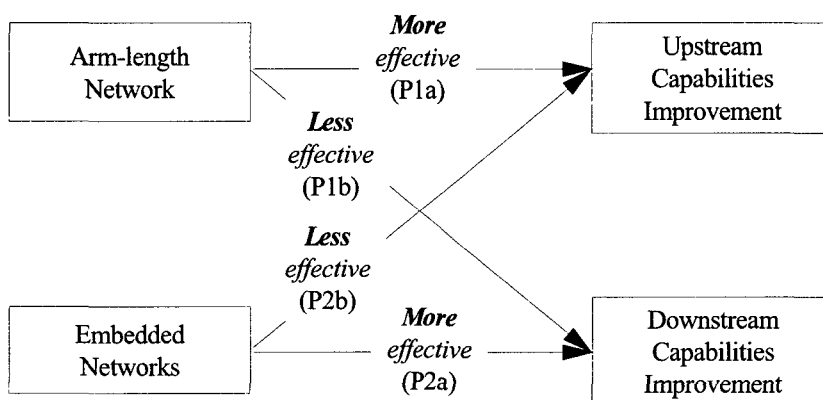 Arm-length
Network
More
effective
(P1a)
Upstream
Capabilities
Improvement
Less
effective
(P1b)
Less
effective
(P2b)
Embedded
Networks
More
effective
(P2a)
Downstream
Capabilities
Improvement